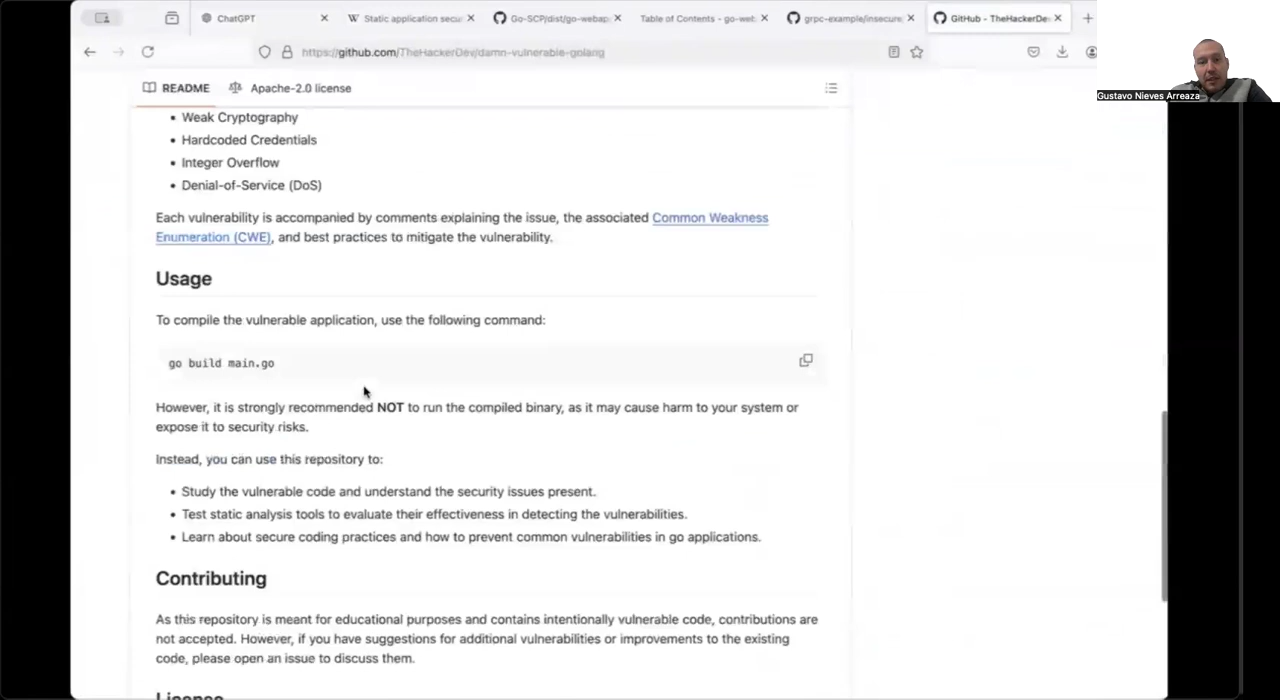 ChatGPT
Static application secu
Go-SCP/dist/go-webap
Table of Contents - go-web
grpc-example/insecure
GitHub - TheHackerDev
https://github.com/TheHackerDev/damn-vulnerable-golang
Gustavo Nieves Arreaza
README
Apache-2.0 license
• Weak Cryptography
• Hardcoded Credentials
• Integer Overflow
• Denial-of-Service (DoS)
Each vulnerability is accompanied by comments explaining the issue, the associated Common Weakness
Enumeration (CWE), and best practices to mitigate the vulnerability.
Usage
To compile the vulnerable application, use the following command:
go build main.go
However, it is strongly recommended NOT to run the compiled binary, as it may cause harm to your system or
expose it to security risks.
Instead, you can use this repository to:
• Study the vulnerable code and understand the security issues present.
• Test static analysis tools to evaluate their effectiveness in detecting the vulnerabilities.
• Learn about secure coding practices and how to prevent common vulnerabilities in go applications.
Contributing
As this repository is meant for educational purposes and contains intentionally vulnerable code, contributions are
not accepted. However, if you have suggestions for additional vulnerabilities or improvements to the existing
code, please open an issue to discuss them.
License